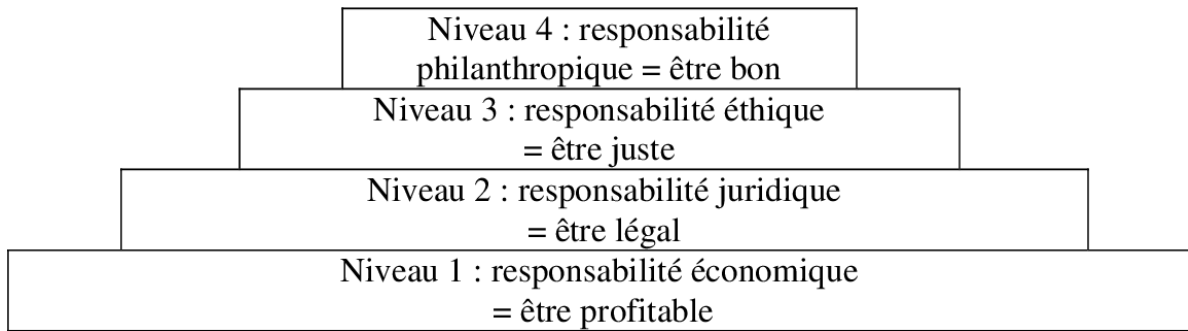 Niveau 4 : responsabilité
philanthropique = être bon
Niveau 3 : responsabilité éthique
= être juste
Niveau 2 : responsabilité juridique
= être légal
Niveau 1 : responsabilité économique
= être profitable